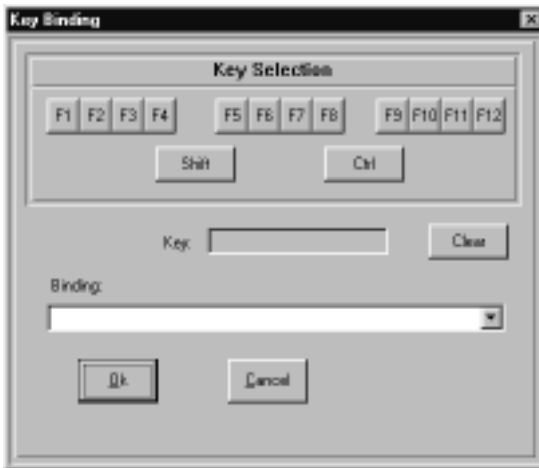 Key Binding
Key Selection
F1 F2 F3 F4 F5 F6 F7 F8 F9 F10 F11 F12
Shift Ctrl
Key: Clear
Binding:
Ok Cancel